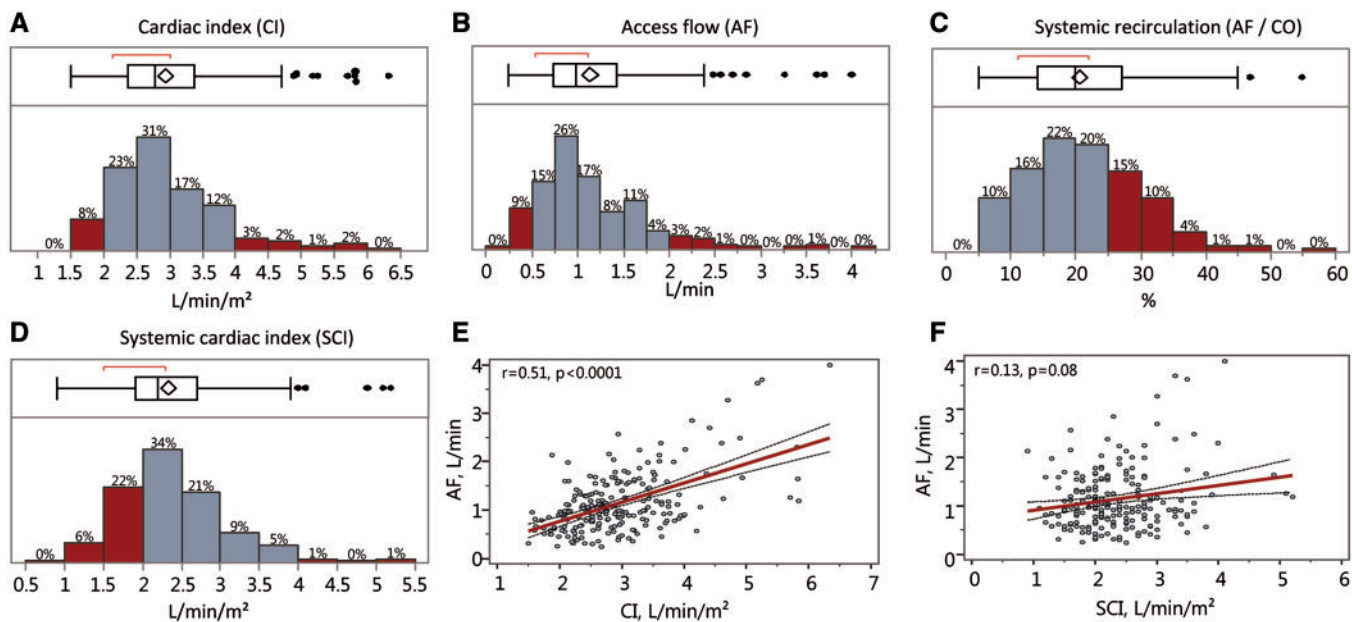 A
Cardiac index (CI)
0% 8% 23% 31% 17% 12% 3% 2% 1% 2% 0%
1 1.5 2 2.5 3 3.5 4 4.5 5 5.5 6 6.5
L/min/m²
B
Access flow (AF)
0% 9% 15% 26% 17% 8% 11% 4% 3% 2% 1% 0% 0% 0% 1% 0% 0%
0 0.5 1 1.5 2 2.5 3 3.5 4
L/min
C
Systemic recirculation (AF / CO)
0% 10% 16% 22% 20% 15% 10% 4% 1% 1% 0% 0%
0 10 20 30 40 50 60
%
D
Systemic cardiac index (SCI)
0% 6% 22% 34% 21% 9% 5% 1% 0% 1%
0.5 1 1.5 2 2.5 3 3.5 4 4.5 5 5.5
L/min/m²
E
r=0.51, p<0.0001
AF, L/min
4
3
2
1
0
1 2 3 4 5 6 7
CI, L/min/m²
F
r=0.13, p=0.08
AF, L/min
4
3
2
1
0
0 1 2 3 4 5 6
SCI, L/min/m²